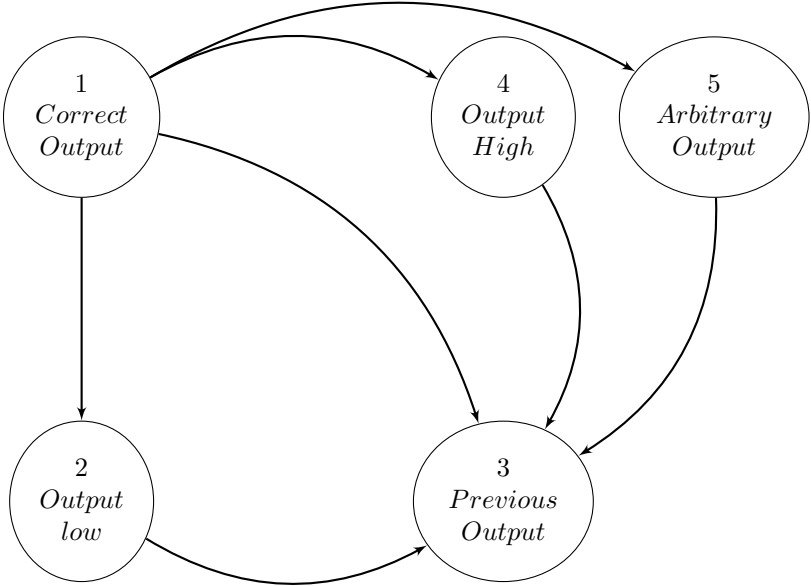 1
Correct
Output
4
Output
High
5
Arbitrary
Output
2
Output
low
3
Previous
Output